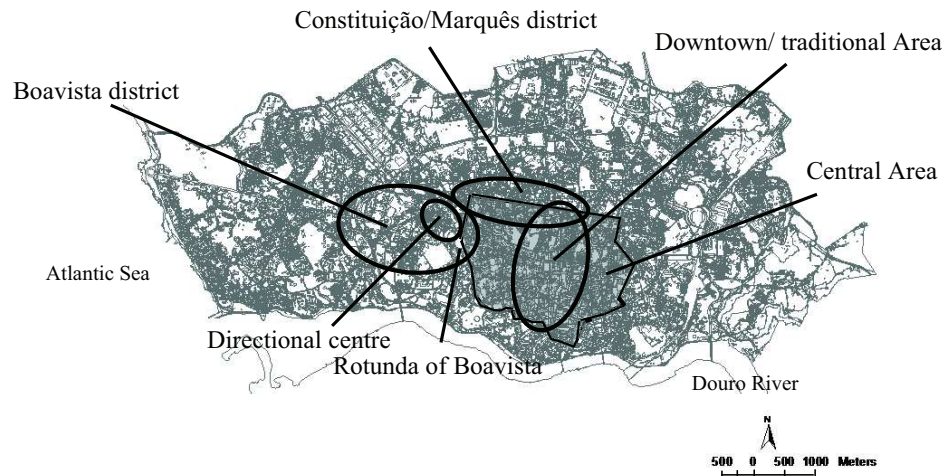 Constituição/Marquês district
Downtown/ traditional Area
Boavista district
Central Area
Atlantic Sea
Directional centre
Rotunda of Boavista
Douro River
N
500 0 500 1000 Meters